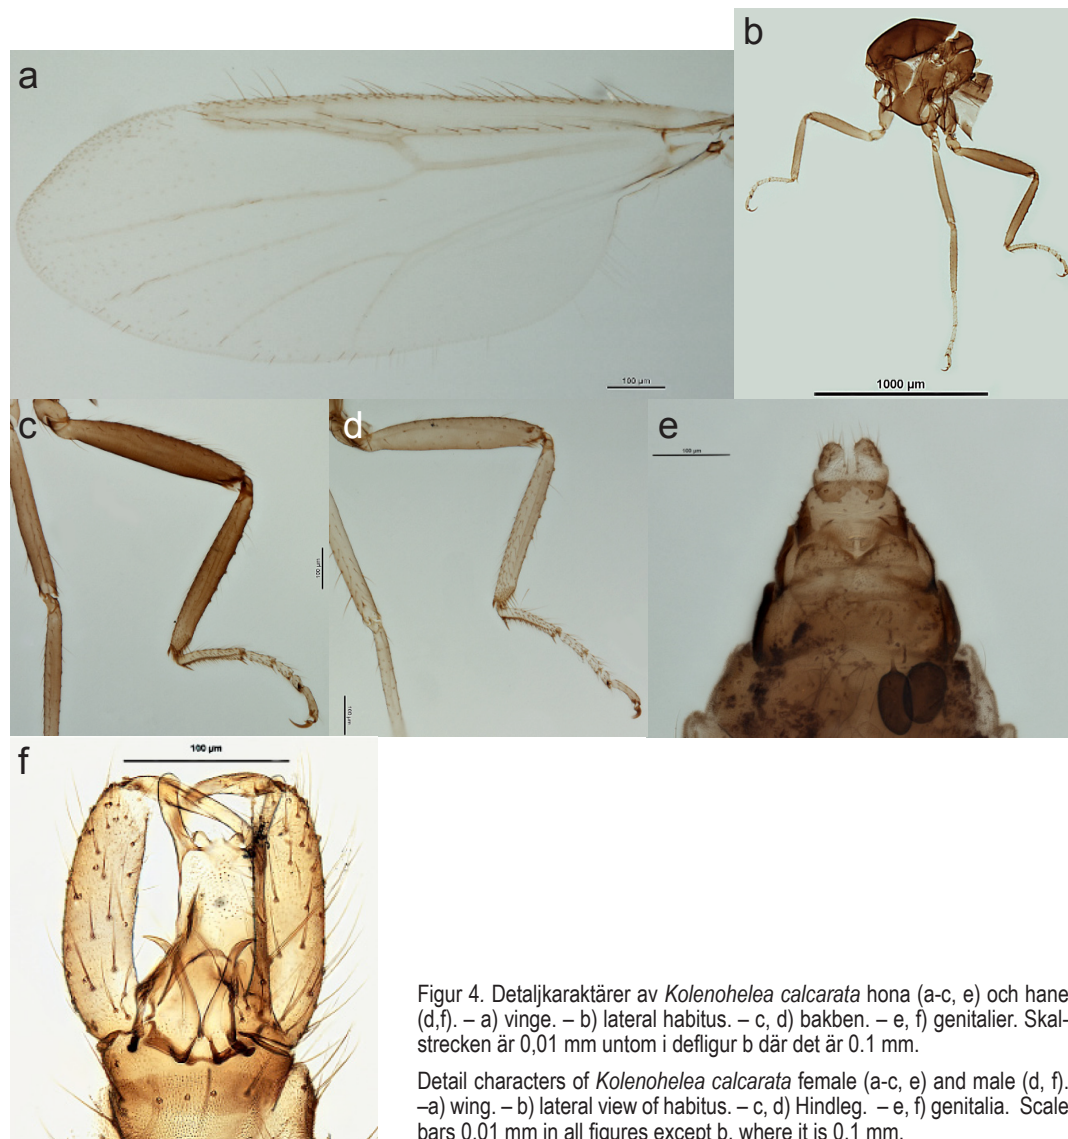 a
100 µm
b
1000 µm
c
100 µm
d
100 µm
e
100 µm
f
100 µm
Figur 4. Detaljkaraktärer av Kolenohelea calcarata hona (a-c, e) och hane
(d,f). – a) vinge. – b) lateral habitus. – c, d) bakben. – e, f) genitalier. Skal-
strecken är 0,01 mm untom i defligur b där det är 0.1 mm.
Detail characters of Kolenohelea calcarata female (a-c, e) and male (d, f).
–a) wing. – b) lateral view of habitus. – c, d) Hindleg. – e, f) genitalia. Scale
bars 0.01 mm in all figures except b, where it is 0.1 mm.